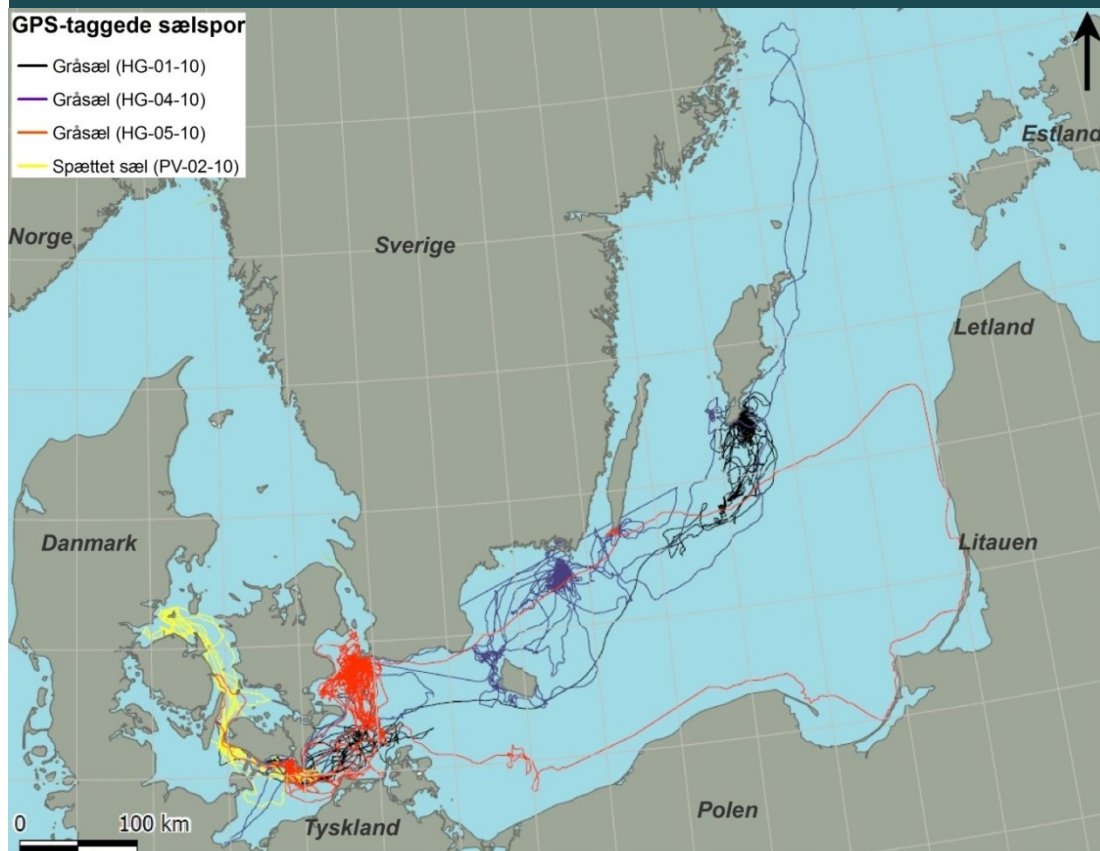 GPS-taggede sælspor
Gråsæl (HG-01-10)
Gråsæl (HG-04-10)
Gråsæl (HG-05-10)
Spættet sæl (PV-02-10)
Estland
Norge
Sverige
Letland
Danmark
Litauen
Polen
Tyskland
0 100 km